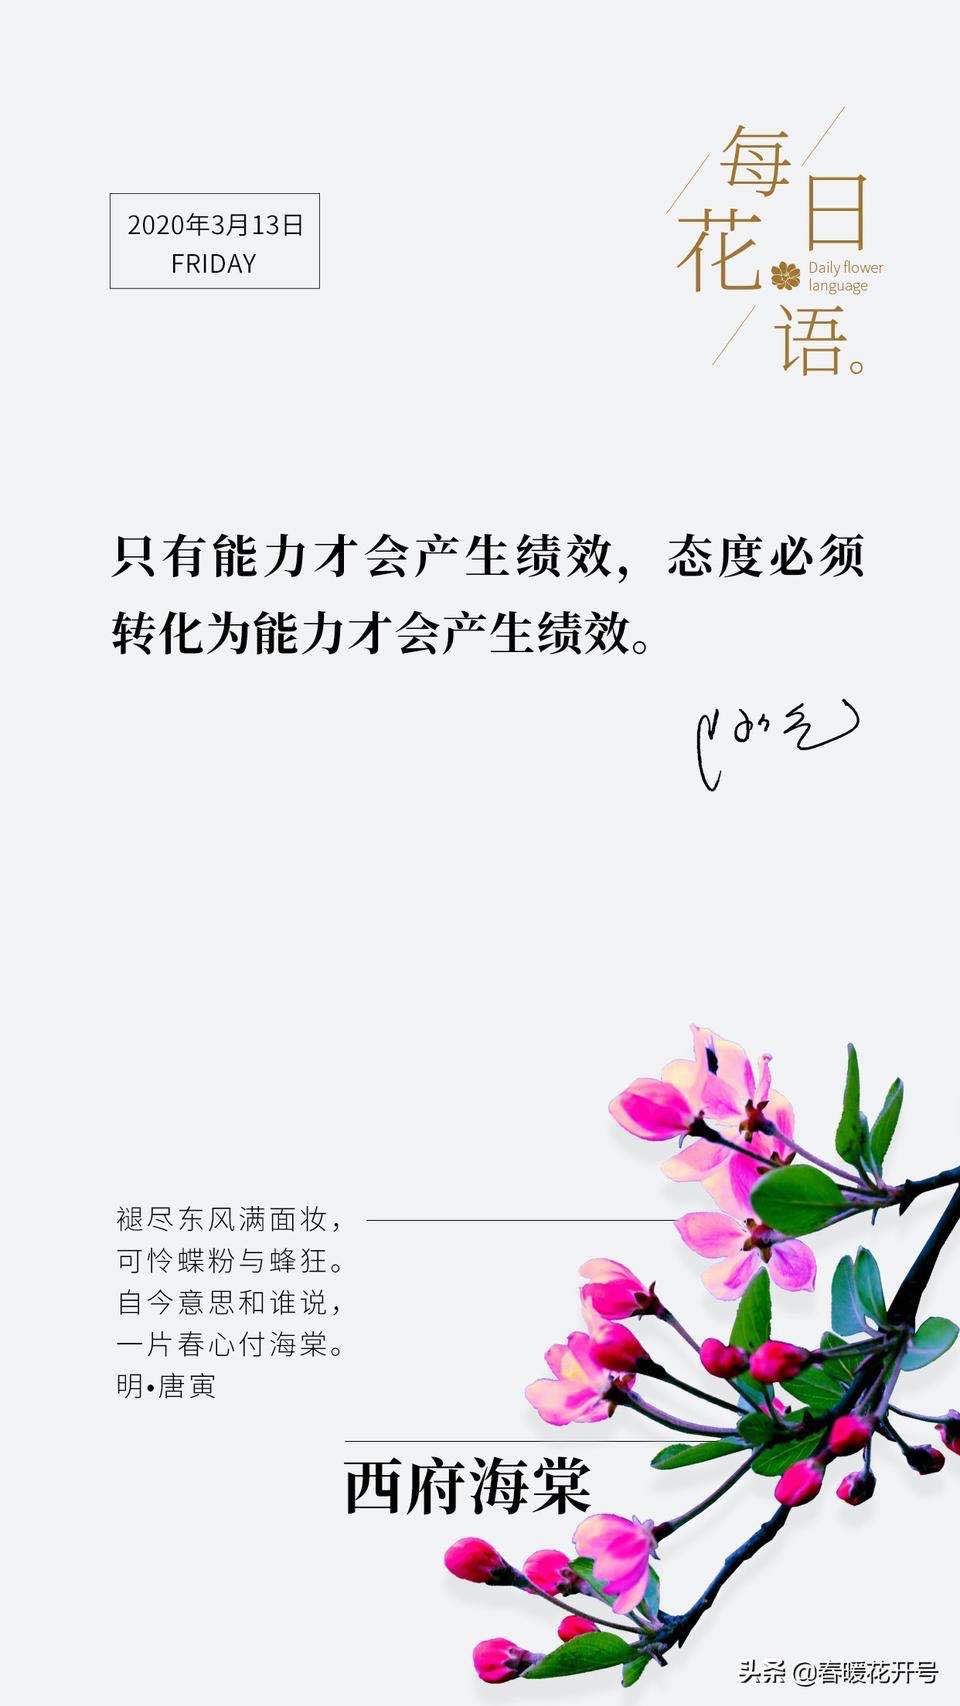 每日
花语。
Daily flower
language
2020年3月13日
FRIDAY
只有能力才会产生绩效，态度必须
转化为能力才会产生绩效。
褪尽东风满面妆，
可怜蝶粉与蜂狂。
自今意思和谁说，
一片春心付海棠。
明•唐寅
西府海棠
头条 @春暖花开号